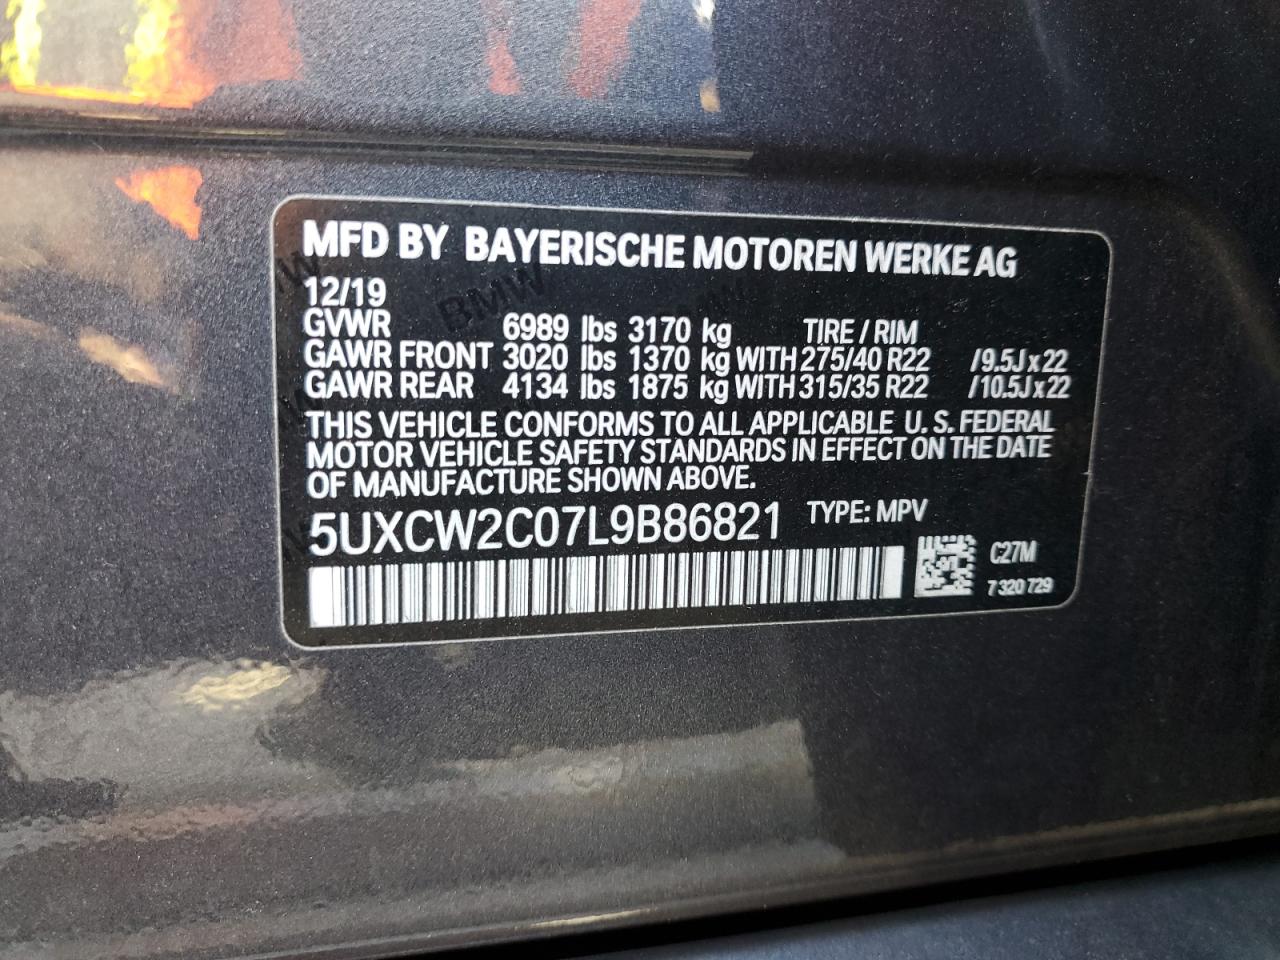 MFD BY BAYERISCHE MOTOREN WERKE AG
12/19
GVWR 6989 lbs 3170 kg TIRE / RIM
GAWR FRONT 3020 lbs 1370 kg WITH 275/40 R22 /9.5J x 22
GAWR REAR 4134 lbs 1875 kg WITH 315/35 R22 /10.5J x 22
THIS VEHICLE CONFORMS TO ALL APPLICABLE U. S. FEDERAL
MOTOR VEHICLE SAFETY STANDARDS IN EFFECT ON THE DATE
OF MANUFACTURE SHOWN ABOVE.
5UXCW2C07L9B86821 TYPE: MPV
C27M
7 320 729
BMW